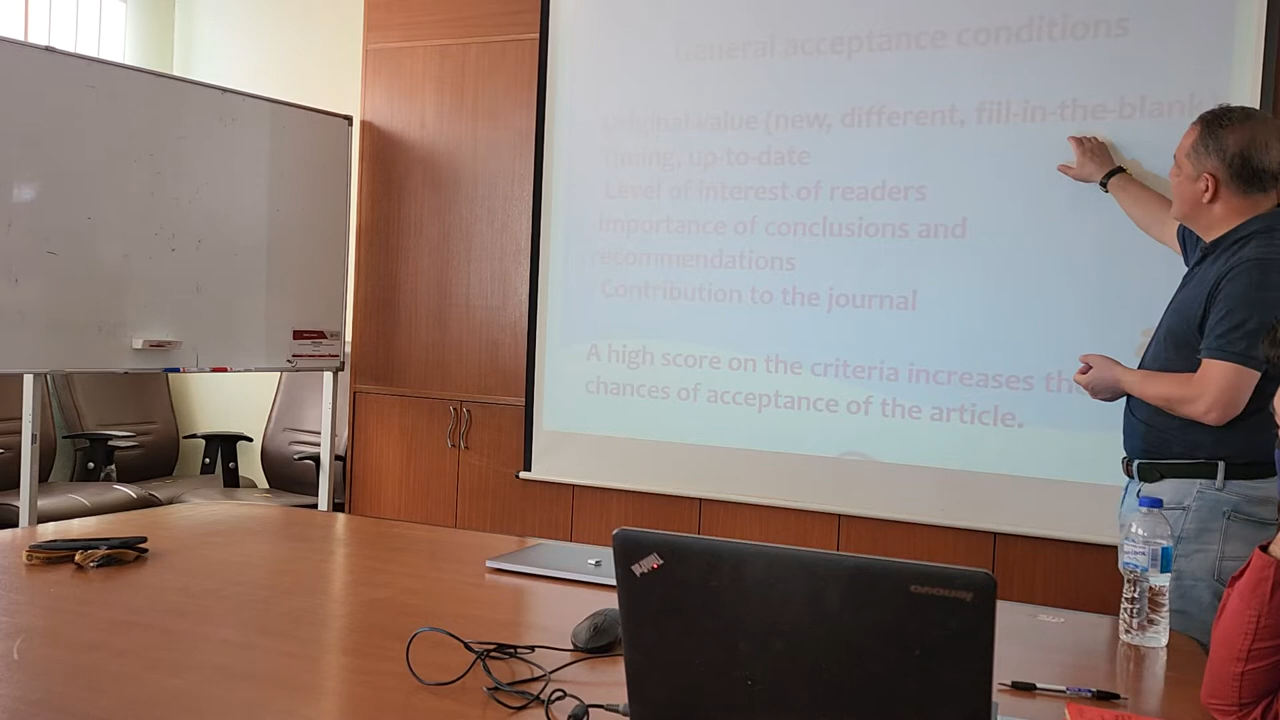 General acceptance conditions
Original value (new, different, fill-in-the-blank
Timing, up-to-date
Level of interest of readers
Importance of conclusions and
recommendations
Contribution to the journal
A high score on the criteria increases the
chances of acceptance of the article.
ThinkPad
lenovo